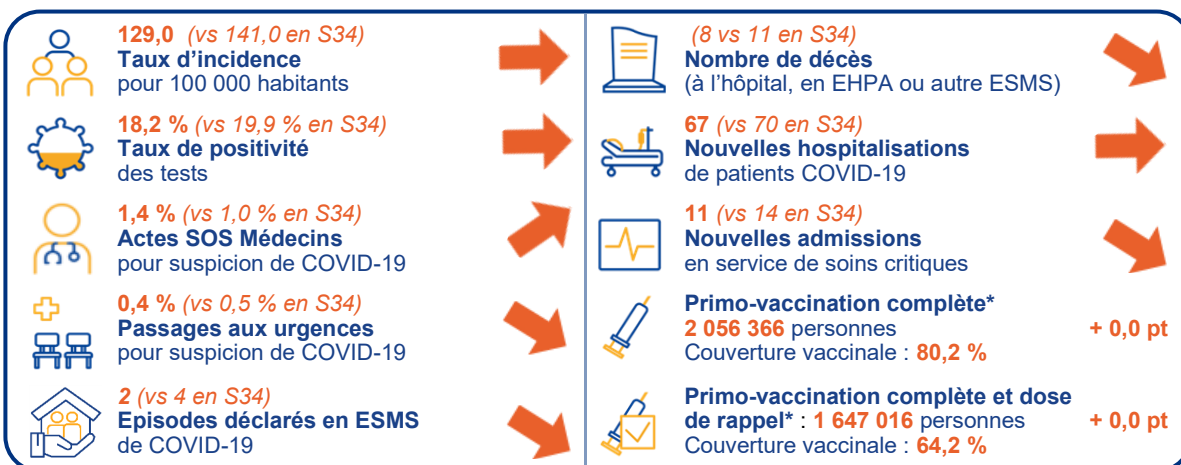 129,0 (vs 141,0 en S34)
Taux d'incidence
pour 100 000 habitants
18,2 % (vs 19,9 % en S34)
Taux de positivité
des tests
1,4 % (vs 1,0 % en S34)
Actes SOS Médecins
pour suspicion de COVID-19
0,4 % (vs 0,5 % en S34)
Passages aux urgences
pour suspicion de COVID-19
2 (vs 4 en S34)
Episodes déclarés en ESMS
de COVID-19
(8 vs 11 en S34)
Nombre de décès
(à l'hôpital, en EHPA ou autre ESMS)
67 (vs 70 en S34)
Nouvelles hospitalisations
de patients COVID-19
11 (vs 14 en S34)
Nouvelles admissions
en service de soins critiques
Primo-vaccination complète*
2 056 366 personnes + 0,0 pt
Couverture vaccinale : 80,2 %
Primo-vaccination complète et dose
de rappel* : 1 647 016 personnes + 0,0 pt
Couverture vaccinale : 64,2 %